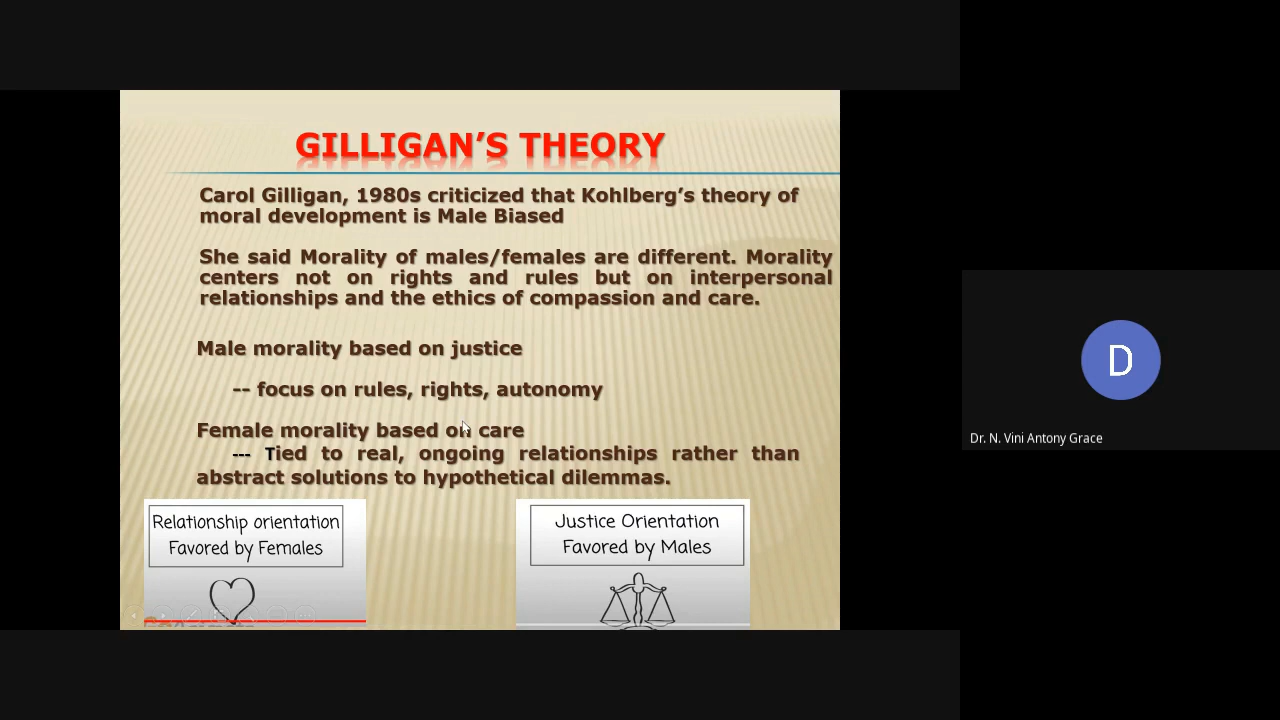 GILLIGAN'S THEORY
Carol Gilligan, 1980s criticized that Kohlberg's theory of
moral development is Male Biased
She said Morality of males/females are different. Morality
centers not on rights and rules but on interpersonal
relationships and the ethics of compassion and care.
Male morality based on justice
-- focus on rules, rights, autonomy
Female morality based on care
--- Tied to real, ongoing relationships rather than
abstract solutions to hypothetical dilemmas.
Relationship orientation
Favored by Females
Justice Orientation
Favored by Males
D
Dr. N. Vini Antony Grace